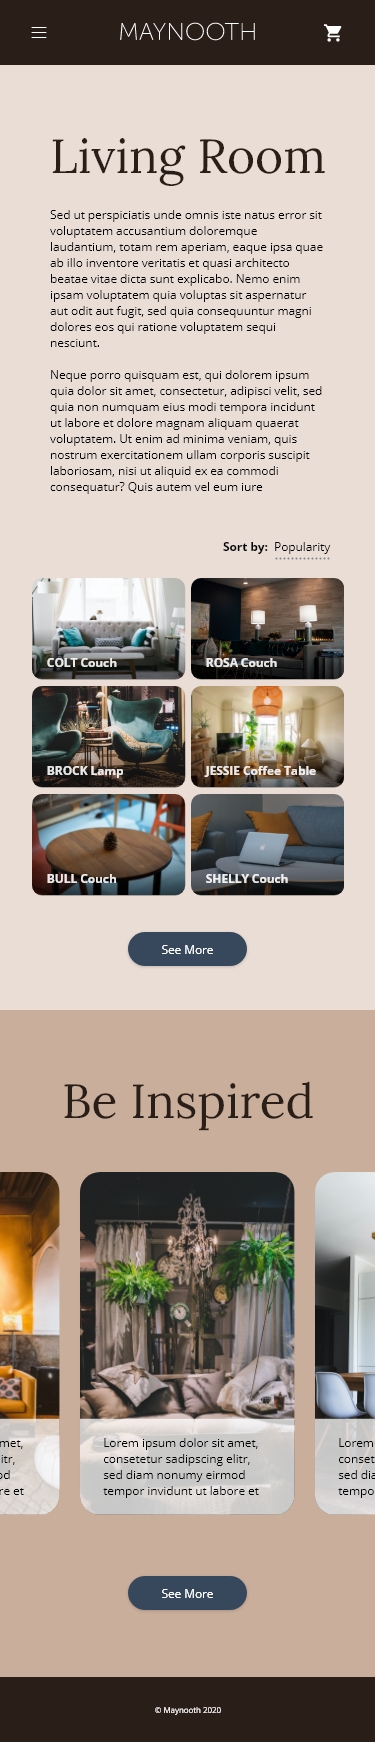 MAYNOOTH
Living Room
Sed ut perspiciatis unde omnis iste natus error sit
voluptatem accusantium doloremque
laudantium, totam rem aperiam, eaque ipsa quae
ab illo inventore veritatis et quasi architecto
beatae vitae dicta sunt explicabo. Nemo enim
ipsam voluptatem quia voluptas sit aspernatur
aut odit aut fugit, sed quia consequuntur magni
dolores eos qui ratione voluptatem sequi
nesciunt.
Neque porro quisquam est, qui dolorem ipsum
quia dolor sit amet, consectetur, adipisci velit, sed
quia non numquam eius modi tempora incidunt
ut labore et dolore magnam aliquam quaerat
voluptatem. Ut enim ad minima veniam, quis
nostrum exercitationem ullam corporis suscipit
laboriosam, nisi ut aliquid ex ea commodi
consequatur? Quis autem vel eum iure
Sort by: Popularity
COLT Couch
ROSA Couch
BROCK Lamp
JESSIE Coffee Table
BULL Couch
SHELLY Couch
See More
Be Inspired
met,
itr,
od
re et
Lorem ipsum dolor sit amet,
consetetur sadipscing elitr,
sed diam nonumy eirmod
tempor invidunt ut labore et
Lorem
conset
sed dia
tempo
See More
© Maynooth 2020